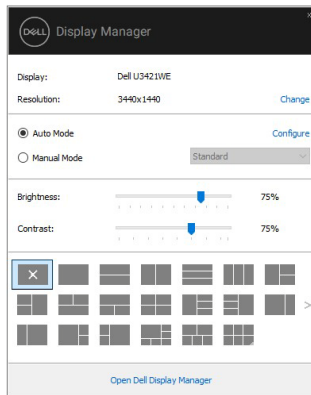 DELL Display Manager
Display: Dell U3421WE
Resolution: 3440x1440 Change
Auto Mode Configure
Manual Mode Standard
Brightness: 75%
Contrast: 75%
Open Dell Display Manager